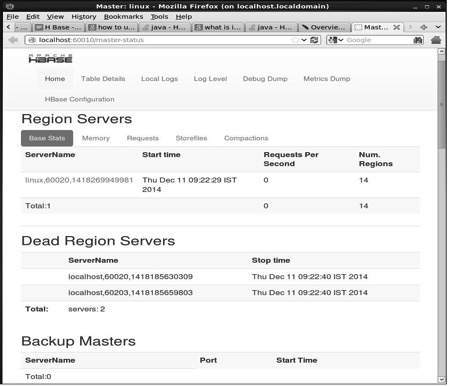 Master: linux - Mozilla Firefox (on localhost.localdomain)
File Edit View History Bookmarks Tools Help
H Base -... how to u... java - H... what is i... java - H... Overvie... Mast...
localhost:60010/master-status Google
APACHE
HBASE
Home Table Details Local Logs Log Level Debug Dump Metrics Dump
HBase Configuration
Region Servers
Base Stats Memory Requests Storefiles Compactions
ServerName Start time Requests Per Second Num. Regions
linux,60020,1418269949981 Thu Dec 11 09:22:29 IST 2014 0 14
Total:1 0 14
Dead Region Servers
ServerName Stop time
localhost,60020,1418185630309 Thu Dec 11 09:22:40 IST 2014
localhost,60203,1418185659803 Thu Dec 11 09:22:40 IST 2014
Total: servers: 2
Backup Masters
ServerName Port Start Time
Total:0